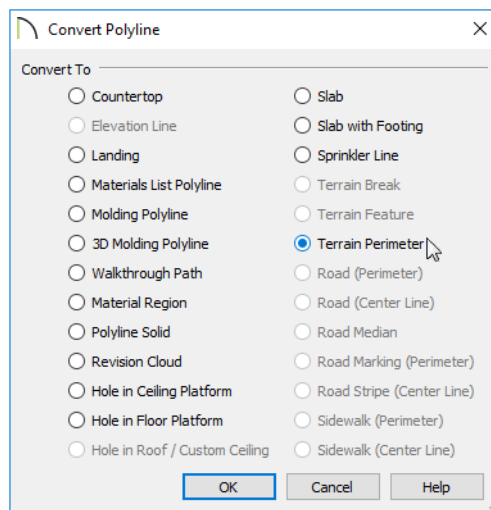 Convert Polyline
Convert To
Countertop
Elevation Line
Landing
Materials List Polyline
Molding Polyline
3D Molding Polyline
Walkthrough Path
Material Region
Polyline Solid
Revision Cloud
Hole in Ceiling Platform
Hole in Floor Platform
Hole in Roof / Custom Ceiling
Slab
Slab with Footing
Sprinkler Line
Terrain Break
Terrain Feature
Terrain Perimeter
Road (Perimeter)
Road (Center Line)
Road Median
Road Marking (Perimeter)
Road Stripe (Center Line)
Sidewalk (Perimeter)
Sidewalk (Center Line)
OK
Cancel
Help